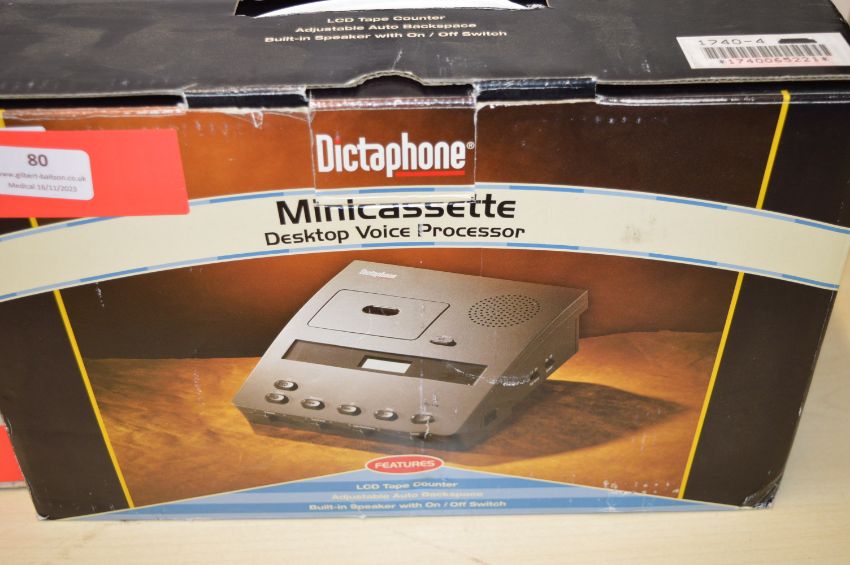 LCD Tape Counter
Adjustable Auto Backspace
Built-in Speaker with On / Off Switch
1740-4
*1740065221*
80
www.gilbert-baitson.co.uk
Medical 16/11/2023
Dictaphone®
Minicassette
Desktop Voice Processor
Dictaphone
FEATURES
LCD Tape Counter
Adjustable Auto Backspace
Built-in Speaker with On / Off Switch